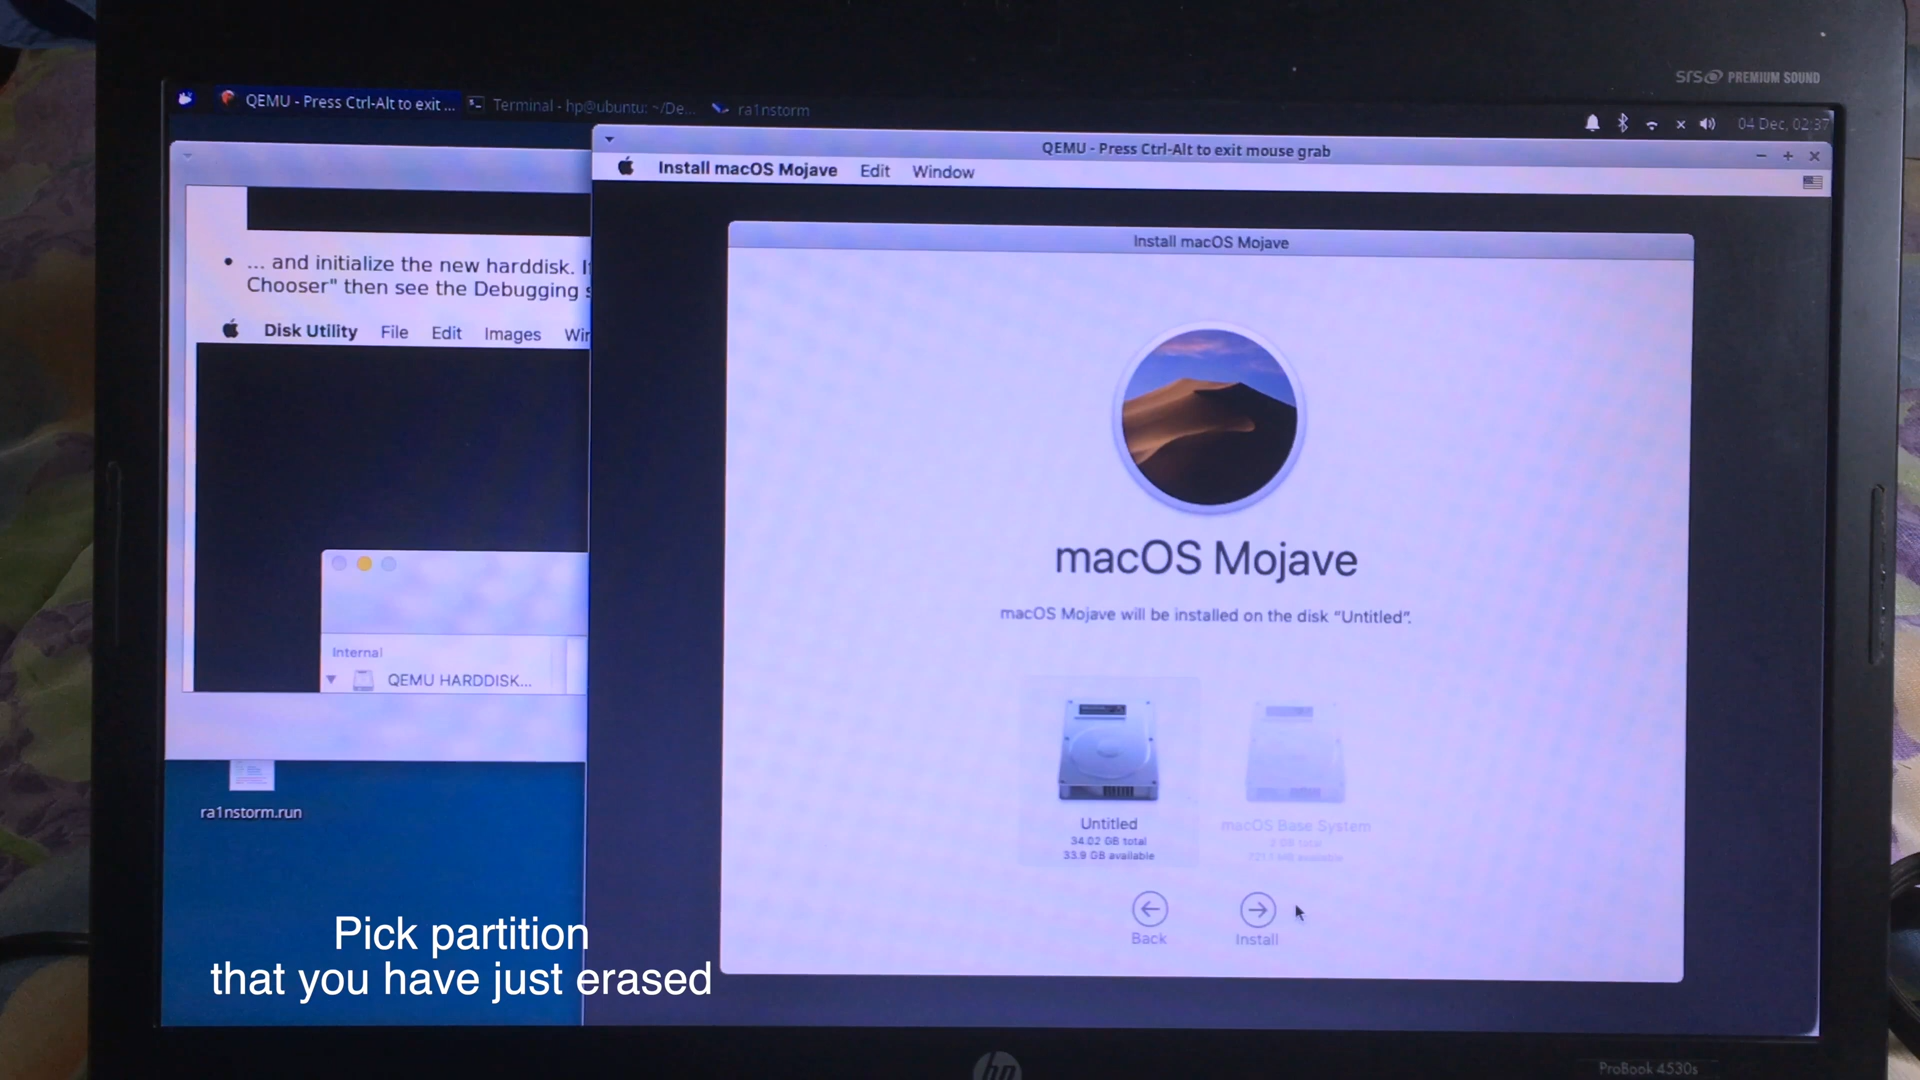 SRS PREMIUM SOUND
QEMU - Press Ctrl-Alt to exit ...
Terminal - hp@ubuntu: ~/De...
ra1nstorm
04 Dec, 02:37
QEMU - Press Ctrl-Alt to exit mouse grab
Install macOS Mojave Edit Window
Install macOS Mojave
• ... and initialize the new harddisk.
Chooser" then see the Debugging
Disk Utility File Edit Images
Internal
QEMU HARDDISK...
macOS Mojave
macOS Mojave will be installed on the disk “Untitled”.
Untitled
34.02 GB total
33.9 GB available
macOS Base System
2 GB total
Back
Install
ra1nstorm.run
Pick partition
that you have just erased
hp
ProBook 4530s